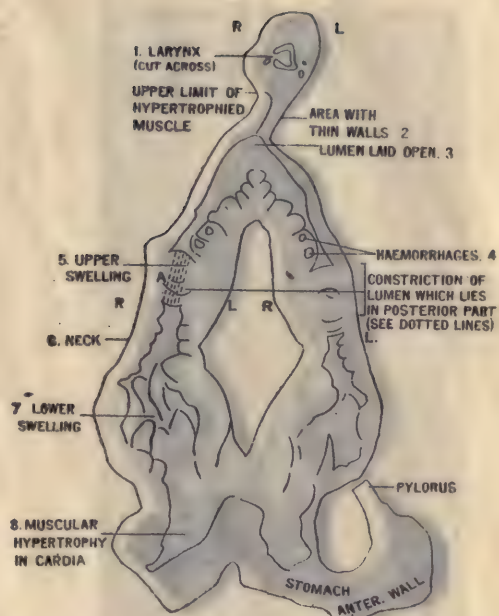 R L
1. LARYNX
(CUT ACROSS)
UPPER LIMIT OF
HYPERTROPHIED
MUSCLE
AREA WITH
THIN WALLS 2
LUMEN LAID OPEN. 3
5. UPPER
SWELLING
A
HAEMORRHAGES. 4
CONSTRICTION OF
LUMEN WHICH LIES
IN POSTERIOR PART
(SEE DOTTED LINES)
R L R L.
6. NECK
7 LOWER
SWELLING
PYLORUS
8. MUSCULAR
HYPERTROPHY
IN CARDIA
STOMACH
ANTER. WALL